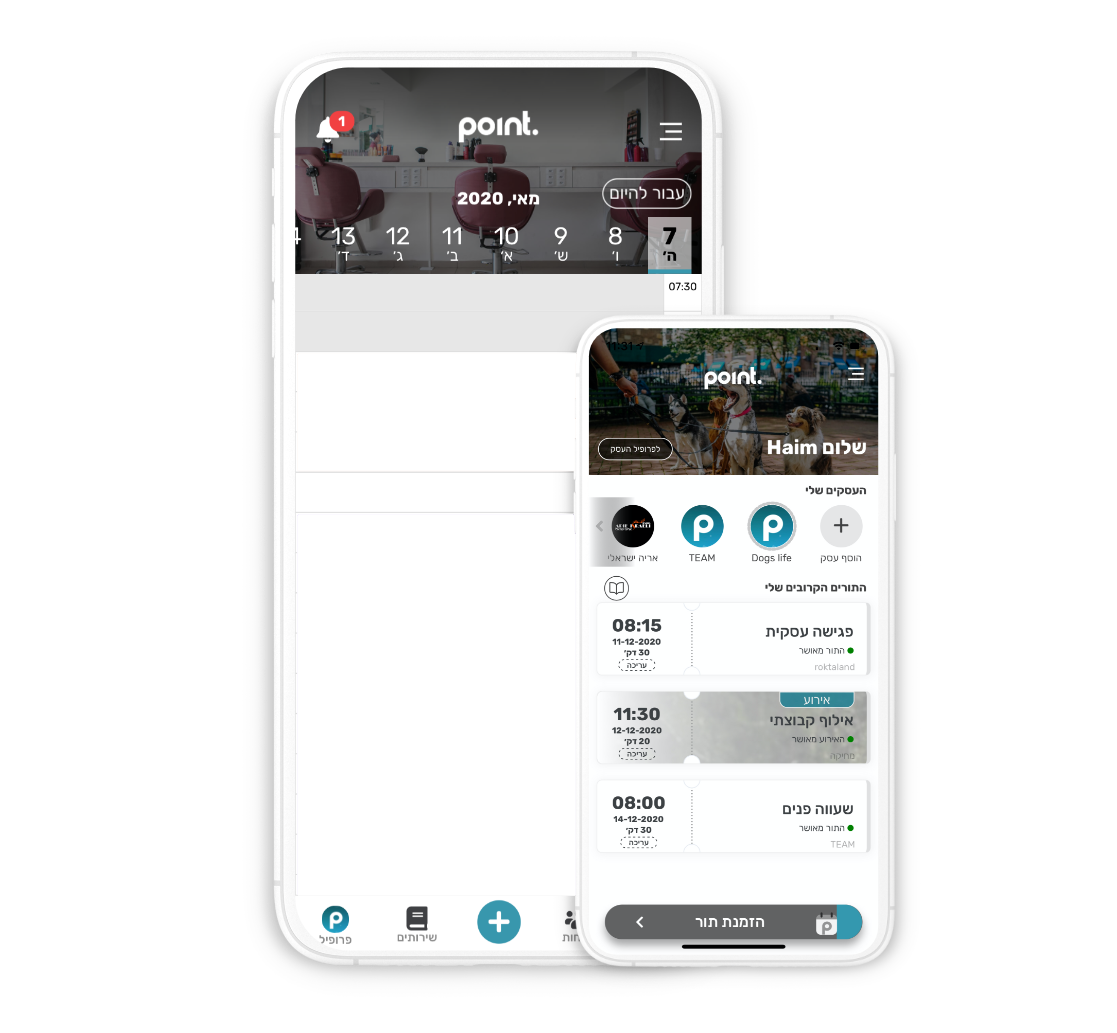 1
point.
מאי, 2020
עבור להיום
7 8 9 10 11 12 13
ה׳ ו׳ ש׳ א׳ ב׳ ג׳ ד׳
07:30
פרופיל
שירותים
point.
שלום Haim
לפרופיל העסק
העסקים שלי
הוסף עסק
Dogs life
TEAM
אריה ישראלי
התורים הקרובים שלי
פגישה עסקית
התור מאושר
roktaland
08:15
11-12-2020
30 דק׳
עריכה
אירוע
אילוף קבוצתי
האירוע מאושר
מחיקה
11:30
12-12-2020
20 דק׳
עריכה
שעווה פנים
התור מאושר
TEAM
08:00
14-12-2020
30 דק׳
עריכה
הזמנת תור